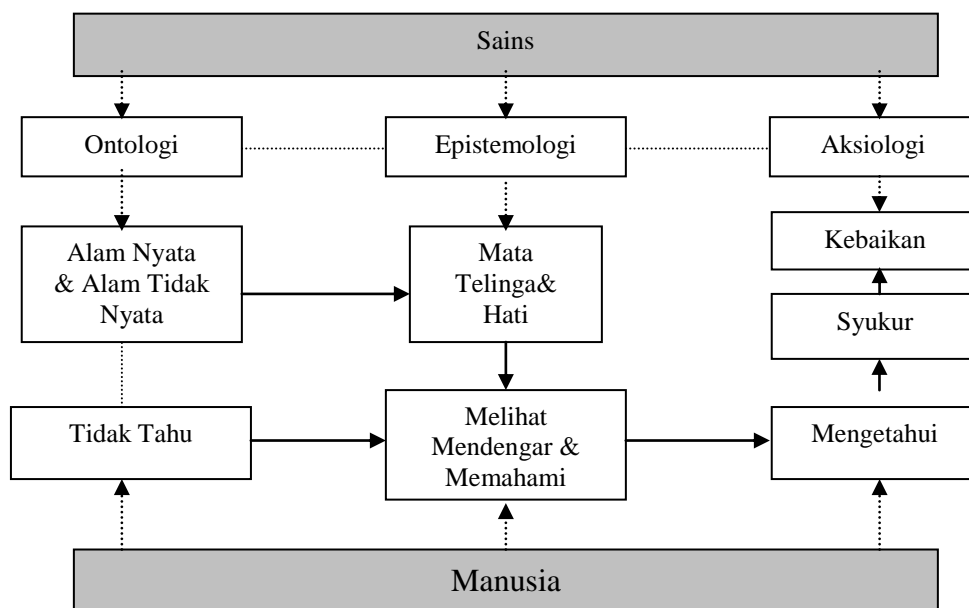 Sains
Ontologi
Epistemologi
Aksiologi
Alam Nyata
& Alam Tidak
Nyata
Mata
Telinga&
Hati
Kebaikan
Syukur
Tidak Tahu
Melihat
Mendengar &
Memahami
Mengetahui
Manusia